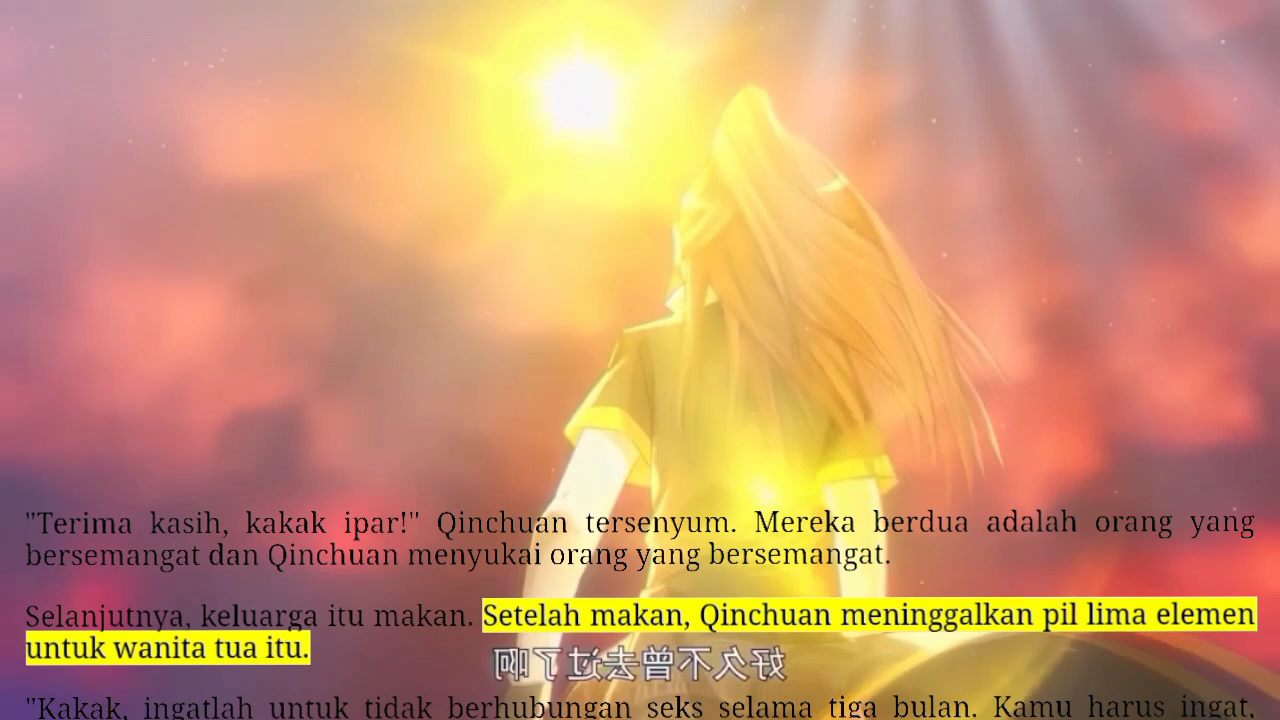 "Terima kasih, kakak ipar!" Qinchuan tersenyum. Mereka berdua adalah orang yang
bersemangat dan Qinchuan menyukai orang yang bersemangat.
Selanjutnya, keluarga itu makan. Setelah makan, Qinchuan meninggalkan pil lima elemen
untuk wanita tua itu.
好久不曾去过了啊
"Kakak, ingatlah untuk tidak berhubungan seks selama tiga bulan. Kamu harus ingat,